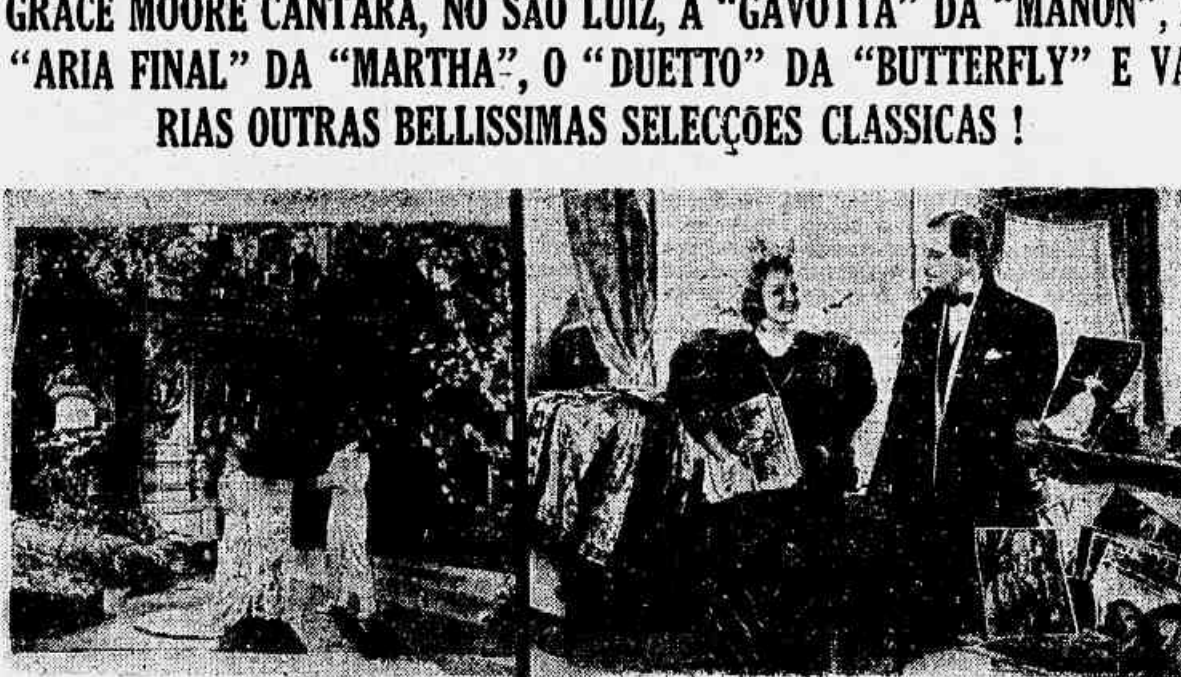 GRACE MOORE CANTARÁ, NO SÃO LUIZ, A "GAVOTTA" DA "MANON",
"ARIA FINAL" DA "MARTHA", O "DUETTO" DA "BUTTERFLY" E VA
RIAS OUTRAS BELLISSIMAS SELECÇÕES CLASSICAS !